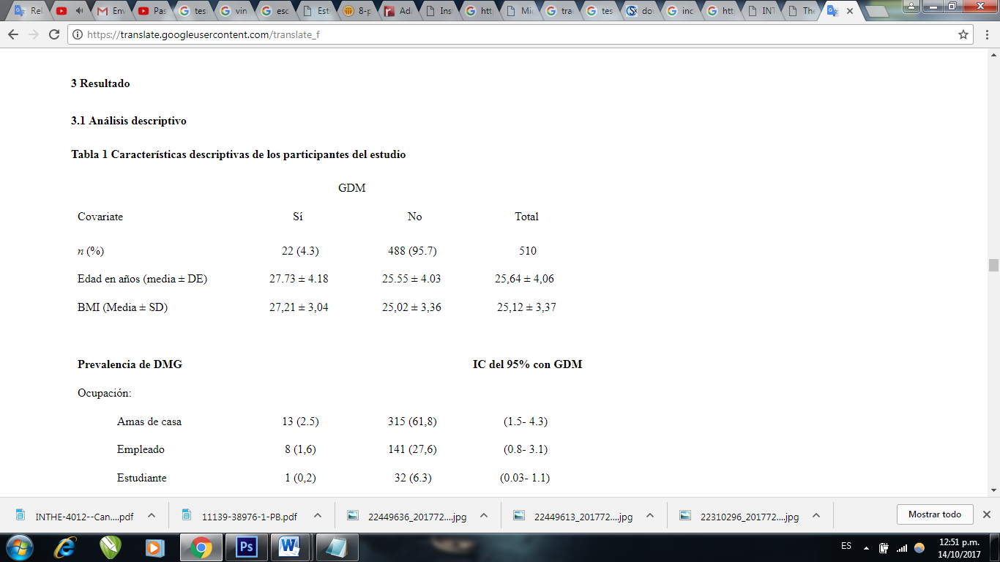 Rel
Em
Pas
tes
vin
esc
Est
8-p
Ad
Ins
htt
Mic
tra
tes
do
inc
htt
INT
The
https://translate.googleusercontent.com/translate_f
3 Resultado
3.1 Análisis descriptivo
Tabla 1 Características descriptivas de los participantes del estudio
GDM
Covariate Sí No Total
n (%) 22 (4.3) 488 (95.7) 510
Edad en años (media ± DE) 27.73 ± 4.18 25.55 ± 4.03 25,64 ± 4,06
BMI (Media ± SD) 27,21 ± 3,04 25,02 ± 3,36 25,12 ± 3,37
Prevalencia de DMG IC del 95% con GDM
Ocupación:
Amas de casa 13 (2.5) 315 (61,8) (1.5- 4.3)
Empleado 8 (1,6) 141 (27,6) (0.8- 3.1)
Estudiante 1 (0,2) 32 (6.3) (0.03- 1.1)
INTHE-4012--Can....pdf 11139-38976-1-PB.pdf 22449636_201772....jpg 22449613_201772....jpg 22310296_201772....jpg Mostrar todo
Ps W ES 12:51 p.m.
14/10/2017